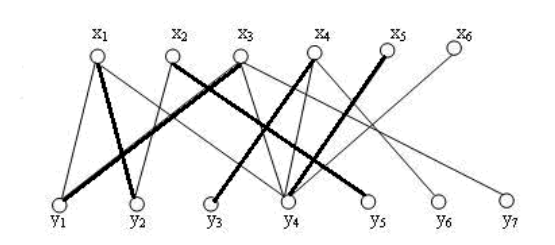 x₁ x₂ x₃ x₄ x₅ x₆
y₁ y₂ y₃ y₄ y₅ y₆ y₇